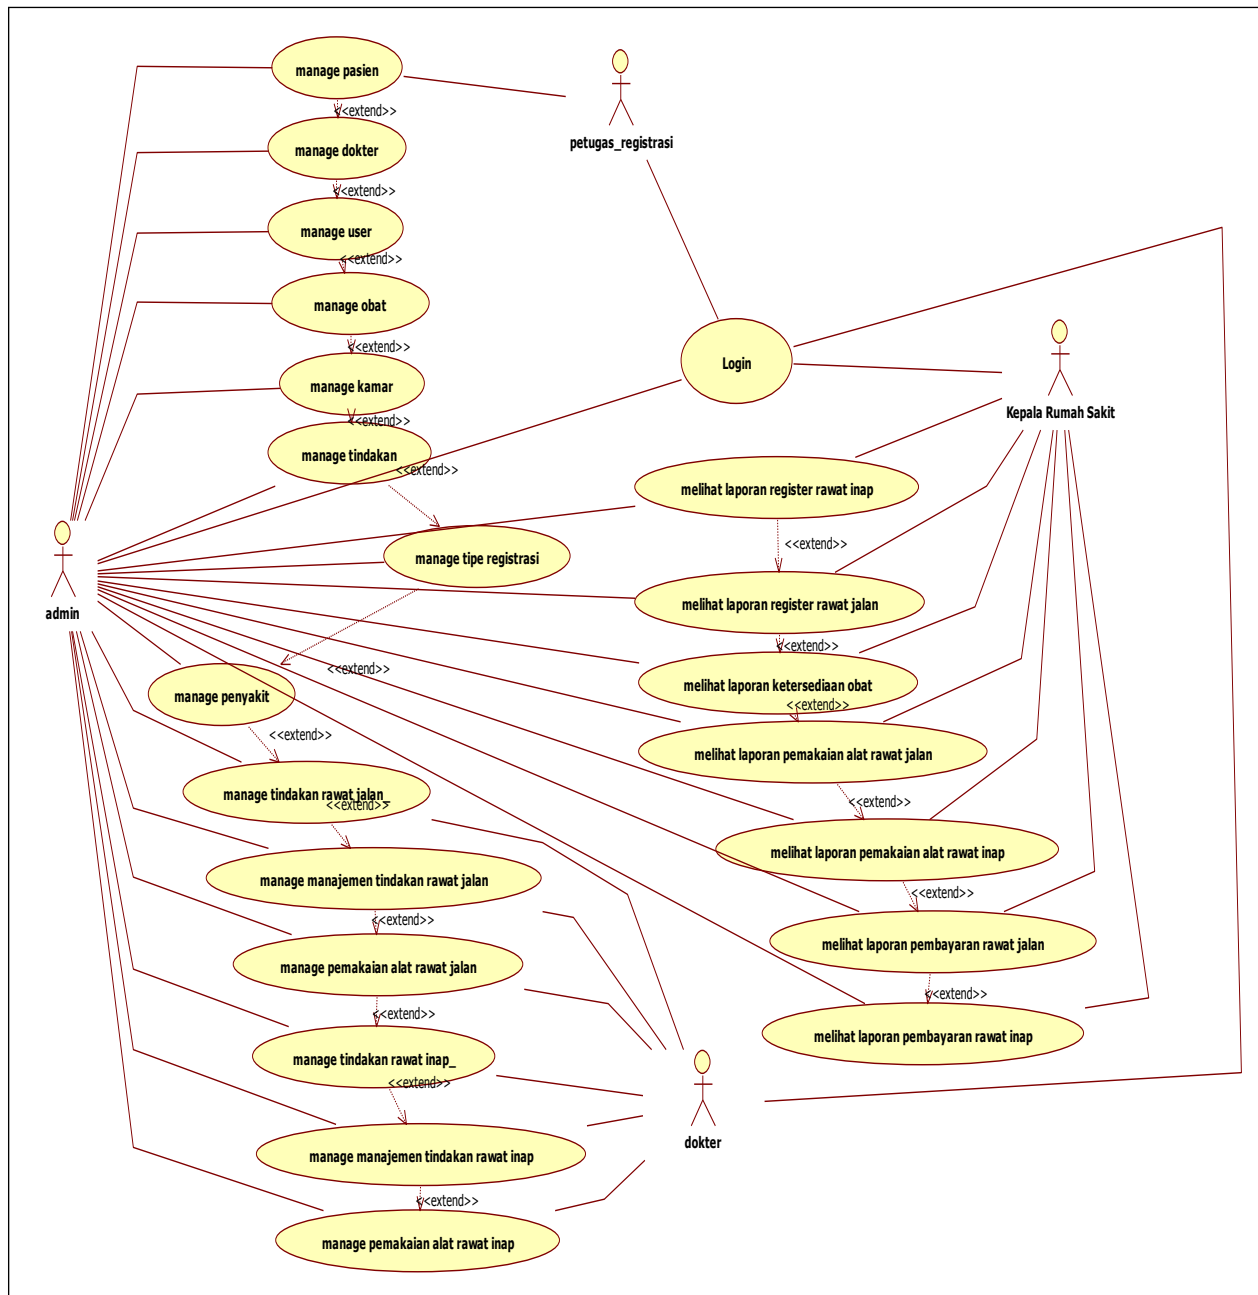 manage pasien
<<extend>>
petugas_registrasi
manage dokter
<<extend>>
manage user
<<extend>>
manage obat
<<extend>>
manage kamar
<<extend>>
manage tindakan
<<extend>>
Login
Kepala Rumah Sakit
melihat laporan register rawat inap
<<extend>>
manage tipe registrasi
admin
melihat laporan register rawat jalan
<<extend>>
<<extend>>
manage penyakit
<<extend>>
melihat laporan ketersediaan obat
<<extend>>
melihat laporan pemakaian alat rawat jalan
<<extend>>
manage tindakan rawat jalan_
<<extend>>
melihat laporan pemakaian alat rawat inap
<<extend>>
manage manajemen tindakan rawat jalan
<<extend>>
melihat laporan pembayaran rawat jalan
<<extend>>
manage pemakaian alat rawat jalan
<<extend>>
melihat laporan pembayaran rawat inap
manage tindakan rawat inap_
<<extend>>
dokter
manage manajemen tindakan rawat inap
<<extend>>
manage pemakaian alat rawat inap